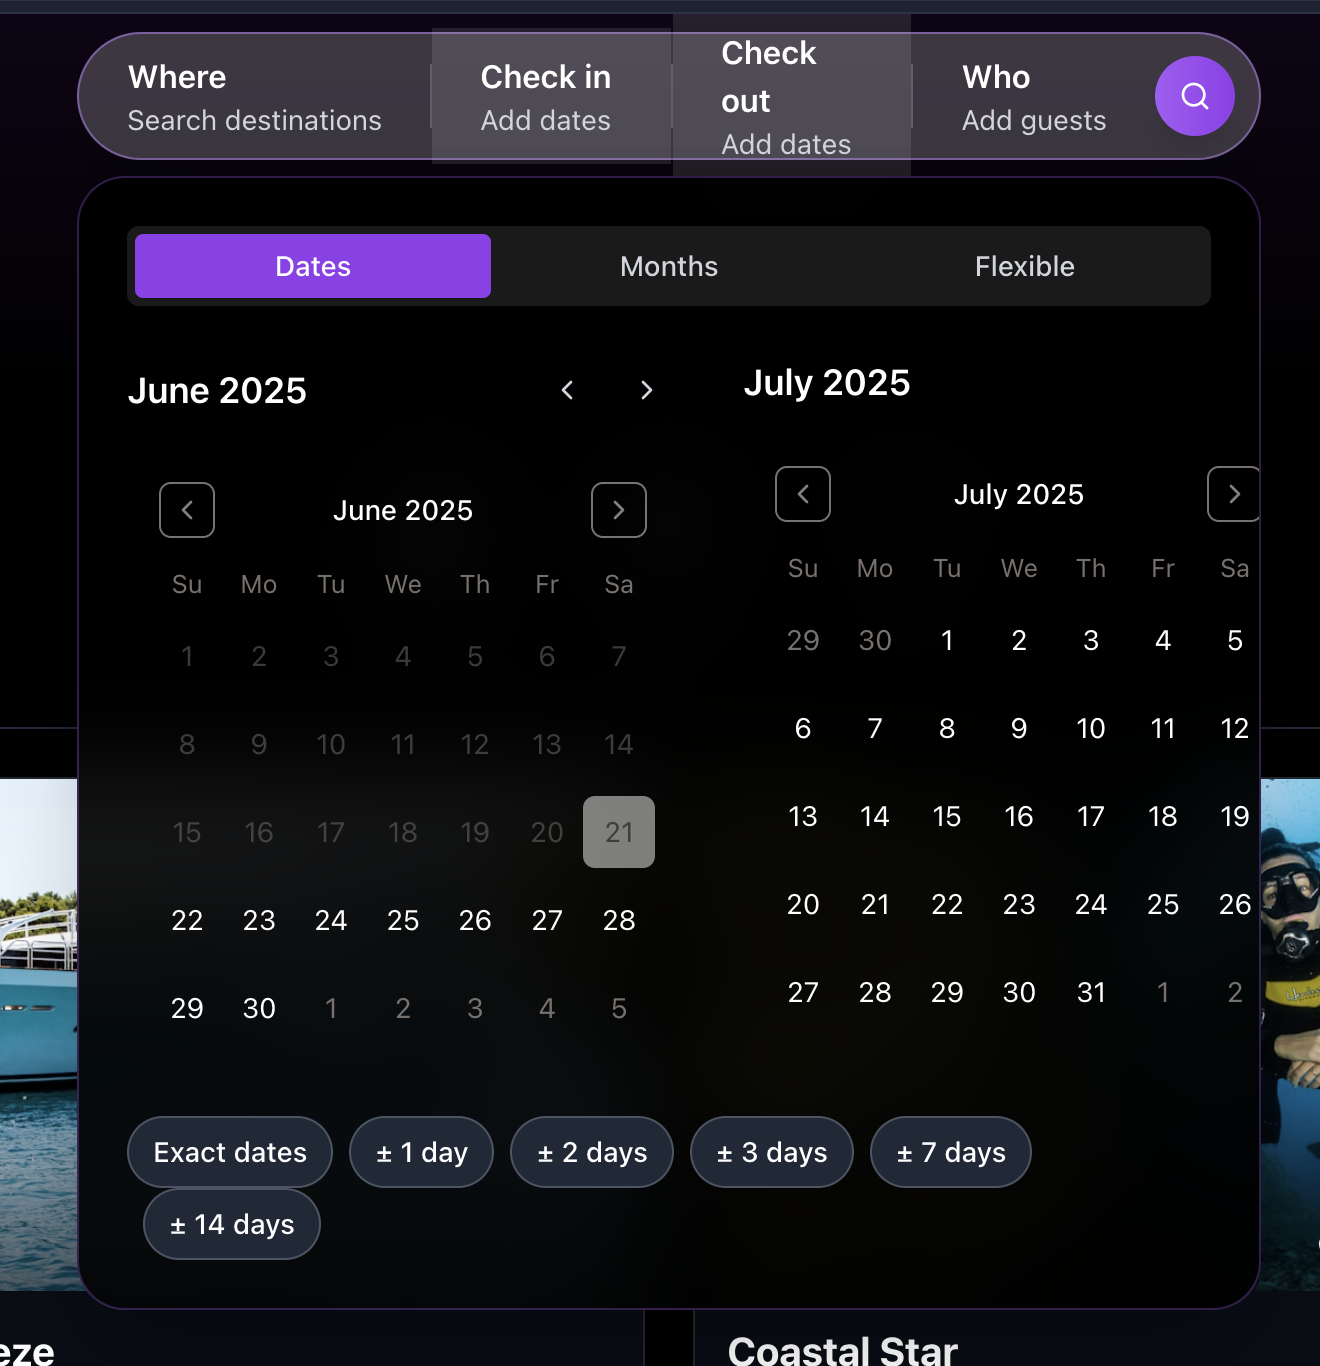 Where
Search destinations
Check in
Add dates
Check
out
Add dates
Who
Add guests
Dates Months Flexible
June 2025
June 2025
Su Mo Tu We Th Fr Sa
1 2 3 4 5 6 7
8 9 10 11 12 13 14
15 16 17 18 19 20 21
22 23 24 25 26 27 28
29 30 1 2 3 4 5
July 2025
July 2025
Su Mo Tu We Th Fr Sa
29 30 1 2 3 4 5
6 7 8 9 10 11 12
13 14 15 16 17 18 19
20 21 22 23 24 25 26
27 28 29 30 31 1 2
Exact dates ± 1 day ± 2 days ± 3 days ± 7 days
± 14 days
eze
Coastal Star